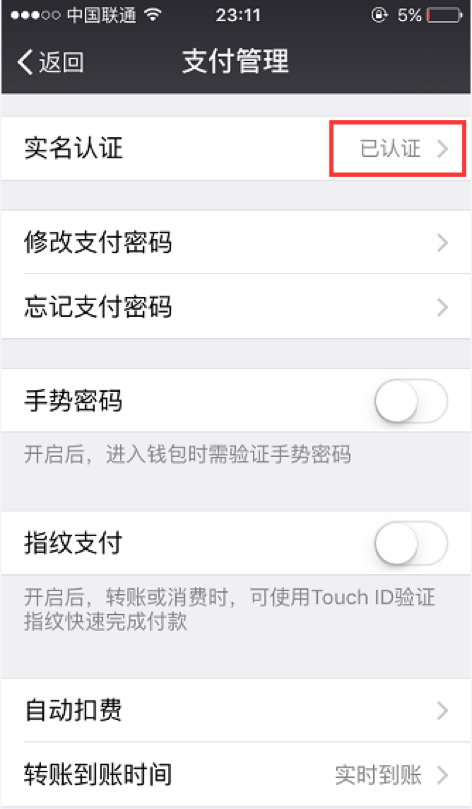 中国联通 23:11 5%
返回 支付管理
实名认证 已认证
修改支付密码
忘记支付密码
手势密码
开启后，进入钱包时需验证手势密码
指纹支付
开启后，转账或消费时，可使用Touch ID验证
指纹快速完成付款
自动扣费
转账到账时间 实时到账